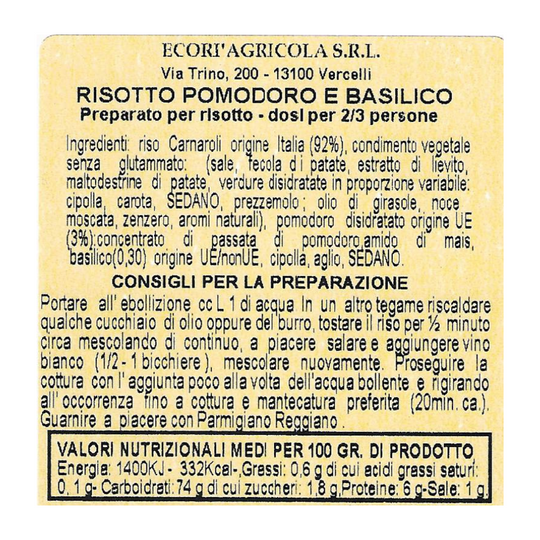 ECORI'AGRICOLA S.R.L.
Via Trino, 200 - 13100 Vercelli
RISOTTO POMODORO E BASILICO
Preparato per risotto - dosi per 2/3 persone
Ingredienti: riso Carnaroli origine Italia (92%), condimento vegetale
senza glutammato: (sale, fecola di patate, estratto di lievito,
maltodestrine di patate, verdure disidratate in proporzione variabile:
cipolla, carota, SEDANO, prezzemolo; olio di girasole, noce
moscata, zenzero, aromi naturali), pomodoro disidratato origine UE
(3%):concentrato di passata di pomodoro,amido di mais,
basilico(0,30) origine UE/nonUE, cipolla, aglio, SEDANO.
CONSIGLI PER LA PREPARAZIONE
Portare all' ebollizione cc L 1 di acqua In un altro tegame riscaldare
qualche cucchiaio di olio oppure del burro, tostare il riso per ½ minuto
circa mescolando di continuo, a piacere salare e aggiungere vino
bianco (1/2 - 1 bicchiere), mescolare nuovamente. Proseguire la
cottura con l' aggiunta poco alla volta dell'acqua bollente e rigirando
all' occorrenza fino a cottura e mantecatura preferita (20min. ca.).
Guarnire a piacere con Parmigiano Reggiano .
VALORI NUTRIZIONALI MEDI PER 100 GR. DI PRODOTTO
Energia: 1400KJ - 332Kcal-,Grassi: 0,6 g di cui acidi grassi saturi:
0, 1 g- Carboidrati: 74 g di cui zuccheri: 1,8 g,Proteine: 6 g-Sale: 1 g.